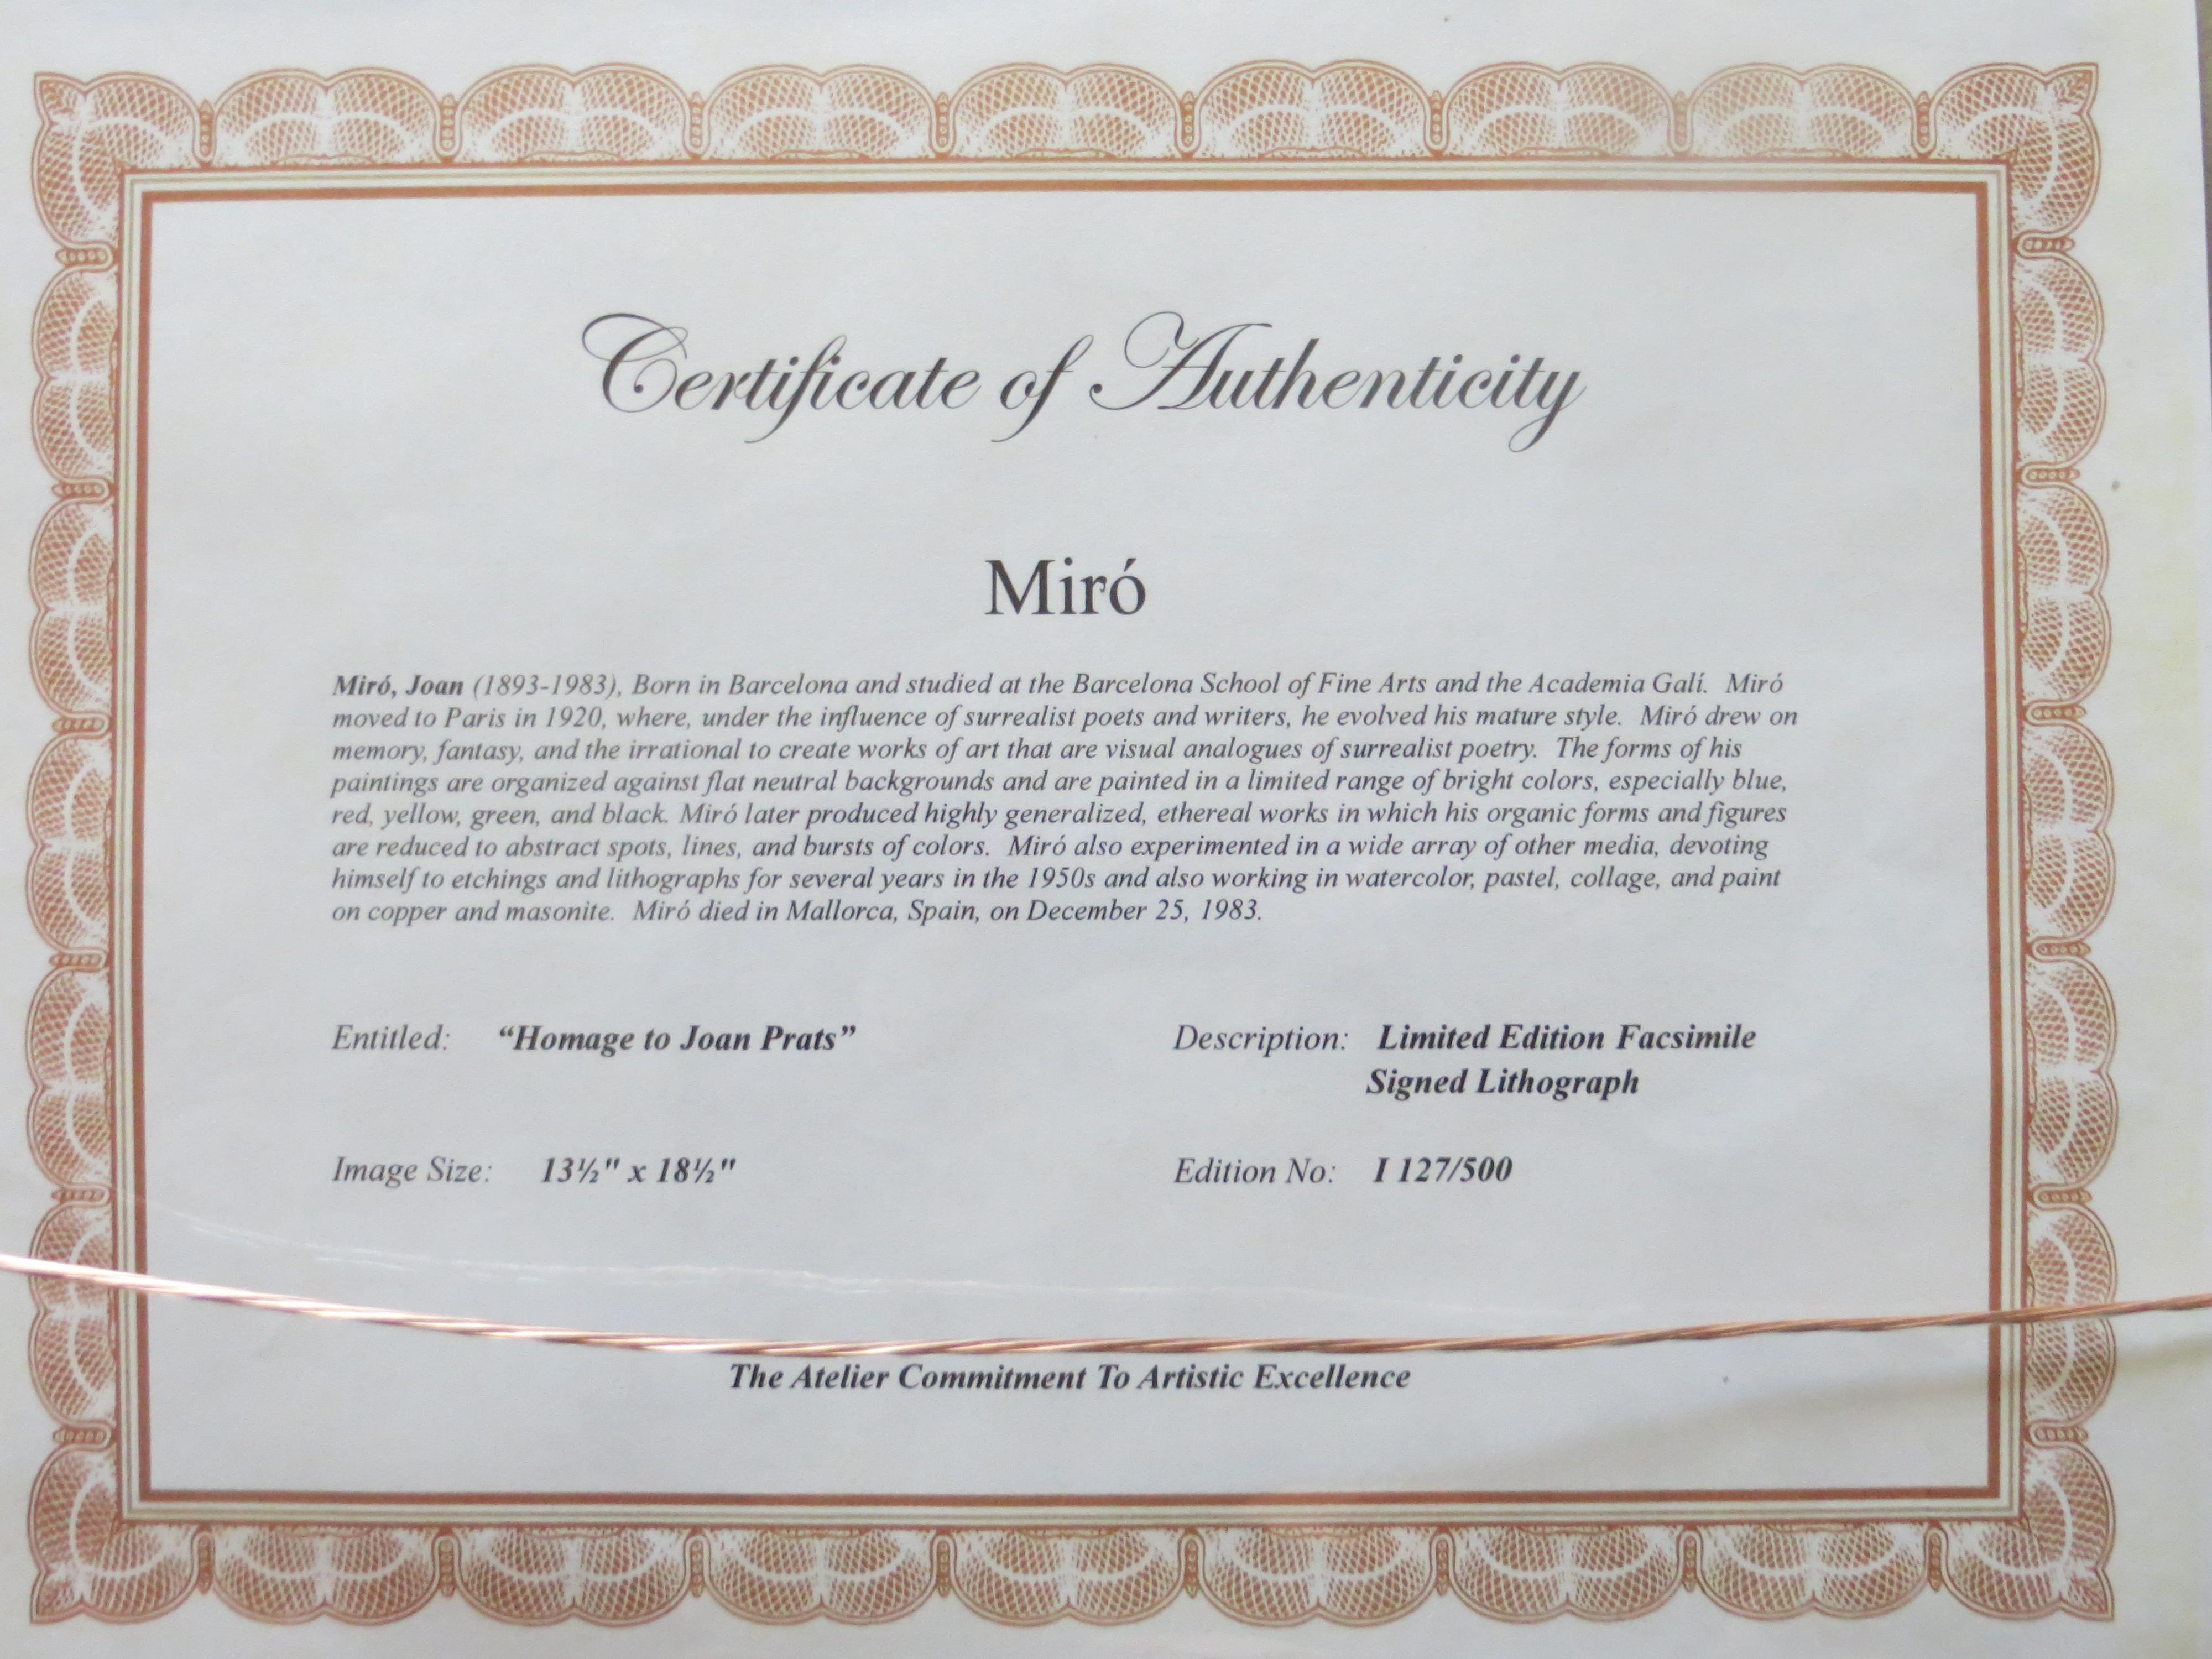 Certificate of Authenticity
Miró
Miró, Joan (1893-1983), Born in Barcelona and studied at the Barcelona School of Fine Arts and the Academia Galí. Miró
moved to Paris in 1920, where, under the influence of surrealist poets and writers, he evolved his mature style. Miró drew on
memory, fantasy, and the irrational to create works of art that are visual analogues of surrealist poetry. The forms of his
paintings are organized against flat neutral backgrounds and are painted in a limited range of bright colors, especially blue,
red, yellow, green, and black. Miró later produced highly generalized, ethereal works in which his organic forms and figures
are reduced to abstract spots, lines, and bursts of colors. Miró also experimented in a wide array of other media, devoting
himself to etchings and lithographs for several years in the 1950s and also working in watercolor, pastel, collage, and paint
on copper and masonite. Miró died in Mallorca, Spain, on December 25, 1983.
Entitled: “Homage to Joan Prats” Description: Limited Edition Facsimile
Signed Lithograph
Image Size: 13½" x 18½" Edition No: I 127/500
The Atelier Commitment To Artistic Excellence